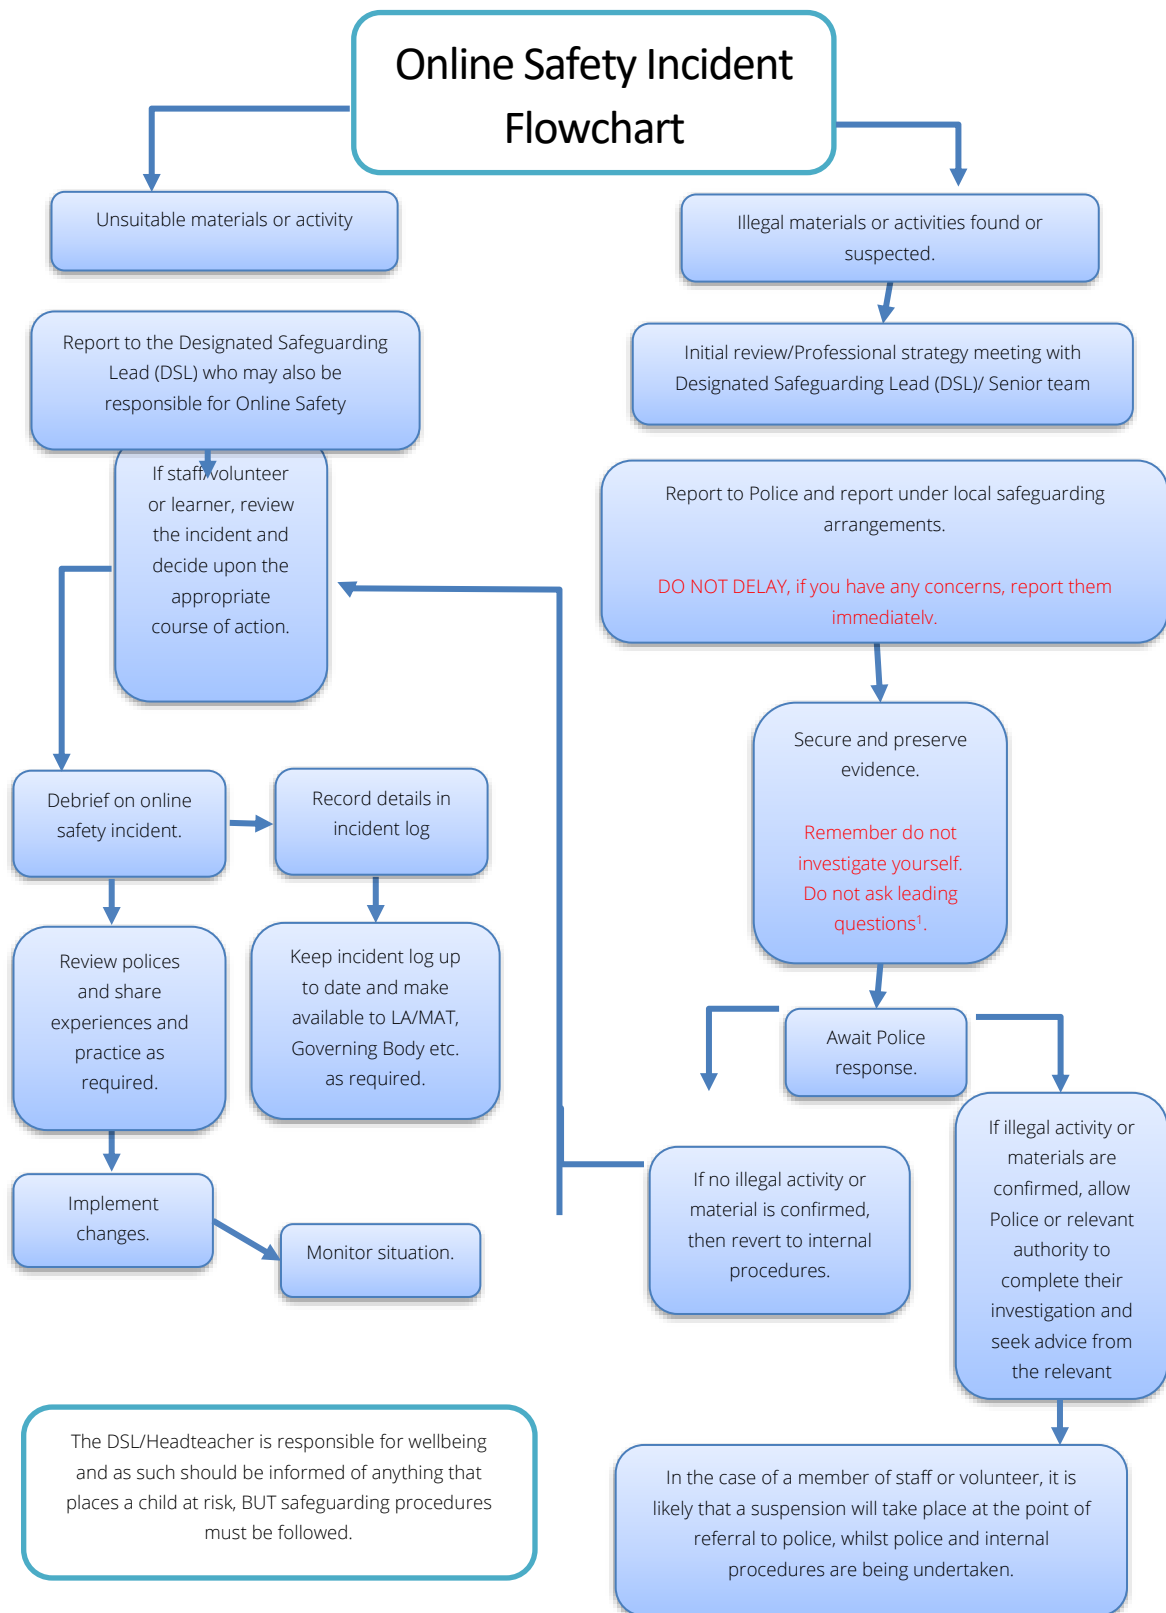 Online Safety Incident
Flowchart
Unsuitable materials or activity
Report to the Designated Safeguarding
Lead (DSL) who may also be
responsible for Online Safety
If staff/volunteer
or learner, review
the incident and
decide upon the
appropriate
course of action.
Debrief on online
safety incident.
Record details in
incident log
Review polices
and share
experiences and
practice as
required.
Keep incident log up
to date and make
available to LA/MAT,
Governing Body etc.
as required.
Implement
changes.
Monitor situation.
Illegal materials or activities found or
suspected.
Initial review/Professional strategy meeting with
Designated Safeguarding Lead (DSL)/ Senior team
Report to Police and report under local safeguarding
arrangements.
DO NOT DELAY, if you have any concerns, report them
immediately.
Secure and preserve
evidence.
Remember do not
investigate yourself.
Do not ask leading
questions¹.
Await Police
response.
If no illegal activity or
material is confirmed,
then revert to internal
procedures.
If illegal activity or
materials are
confirmed, allow
Police or relevant
authority to
complete their
investigation and
seek advice from
the relevant
In the case of a member of staff or volunteer, it is
likely that a suspension will take place at the point of
referral to police, whilst police and internal
procedures are being undertaken.
The DSL/Headteacher is responsible for wellbeing
and as such should be informed of anything that
places a child at risk, BUT safeguarding procedures
must be followed.